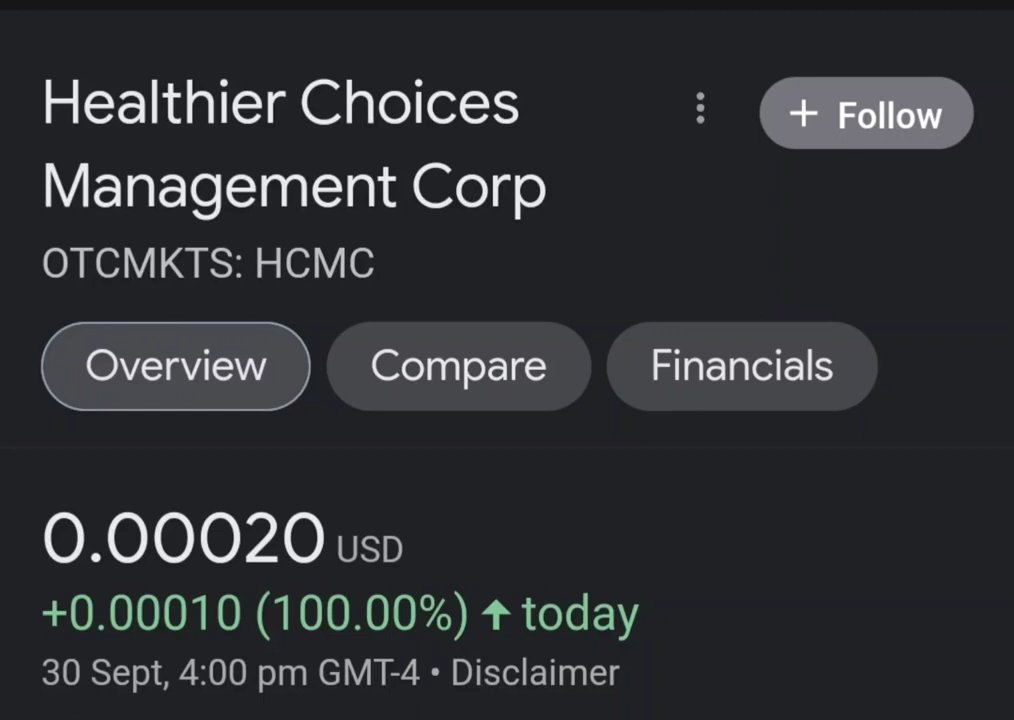 Healthier Choices
Management Corp
+ Follow
OTCMKTS: HCMC
Overview Compare Financials
0.00020 USD
+0.00010 (100.00%) ↑ today
30 Sept, 4:00 pm GMT-4 • Disclaimer